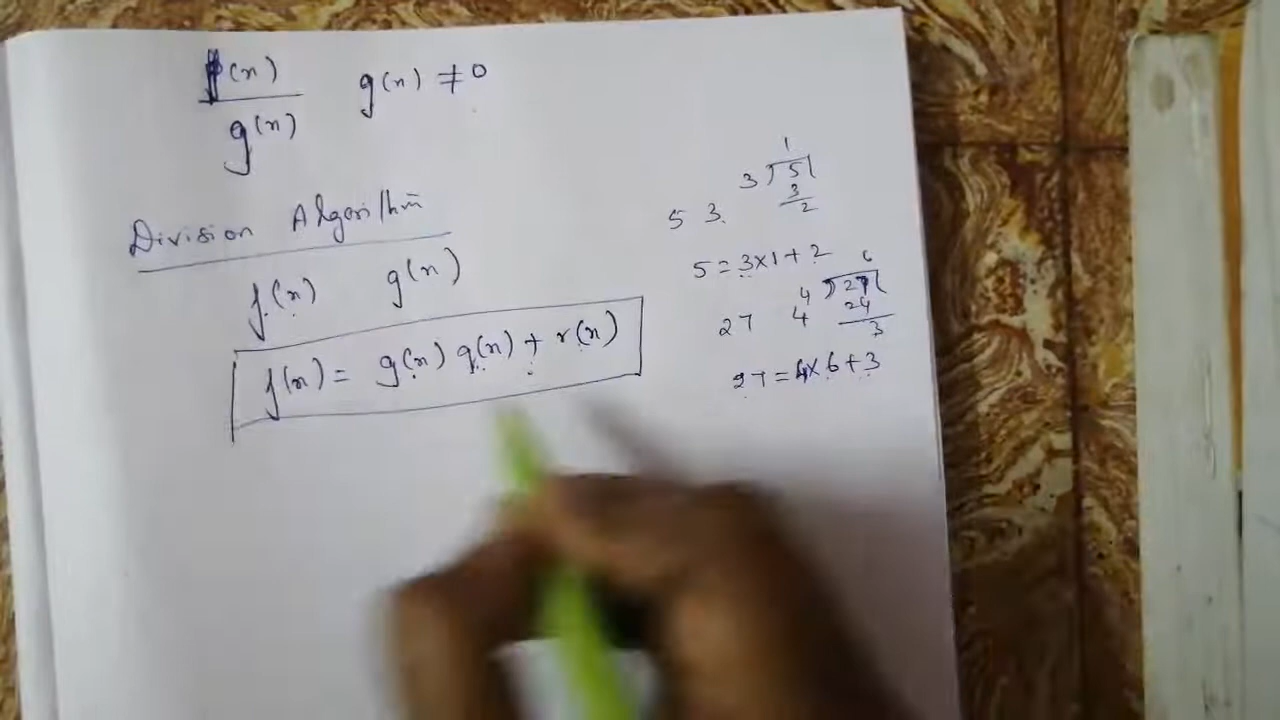 f(x)
g(x)
g(x) ≠ 0
Division Algorithm
f(x) g(x)
f(x) = g(x) q(x) + r(x)
1
3 ) 5 (
3
2
5 3.
5 = 3 × 1 + 2
27 4
6
4 ) 27 (
24
3
27 = 4 × 6 + 3